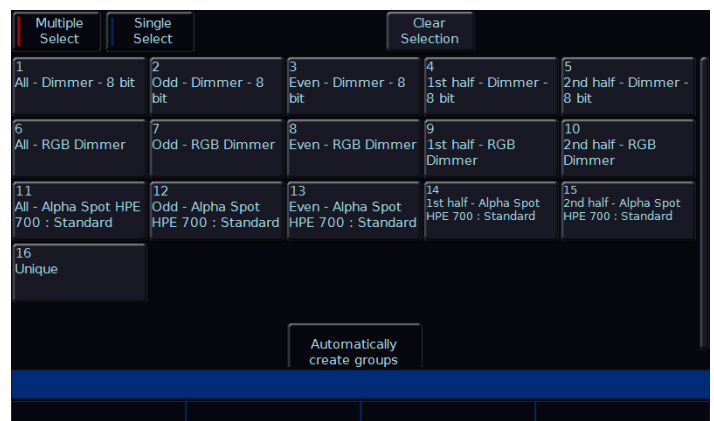 Multiple
Select
Single
Select
Clear
Selection
1
All - Dimmer - 8 bit
2
Odd - Dimmer - 8
bit
3
Even - Dimmer - 8
bit
4
1st half - Dimmer -
8 bit
5
2nd half - Dimmer -
8 bit
6
All - RGB Dimmer
7
Odd - RGB Dimmer
8
Even - RGB Dimmer
9
1st half - RGB
Dimmer
10
2nd half - RGB
Dimmer
11
All - Alpha Spot HPE
700 : Standard
12
Odd - Alpha Spot
HPE 700 : Standard
13
Even - Alpha Spot
HPE 700 : Standard
14
1st half - Alpha Spot
HPE 700 : Standard
15
2nd half - Alpha Spot
HPE 700 : Standard
16
Unique
Automatically
create groups